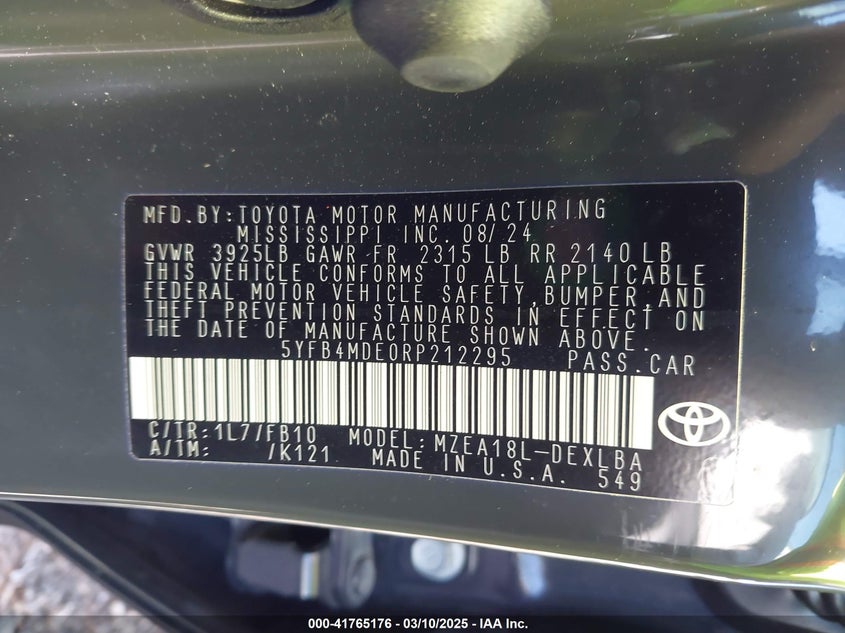 MFD.BY:TOYOTA MOTOR MANUFACTURING
MISSISSIPPI INC. 08/24
GVWR 3925LB GAWR FR 2315 LB RR 2140 LB
THIS VEHICLE CONFORMS TO ALL APPLICABLE
FEDERAL MOTOR VEHICLE SAFETY, BUMPER, AND
THEFT PREVENTION STANDARDS IN EFFECT ON
THE DATE OF MANUFACTURE SHOWN ABOVE.
5YFB4MDE0RP212295 PASS.CAR
C/TR:1L7/FB10 MODEL:MZEA18L-DEXLBA
A/TM: /K121 MADE IN U.S.A. 549
000-41765176 - 03/10/2025 - IAA Inc.